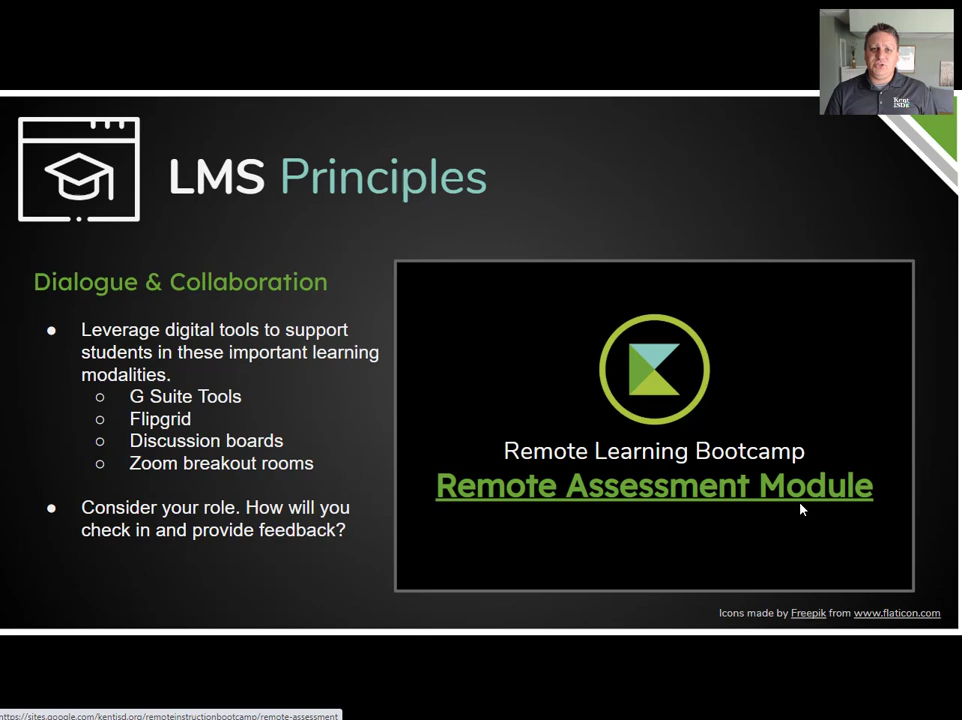 Kent
ISD
LMS Principles
Dialogue & Collaboration
● Leverage digital tools to support
students in these important learning
modalities.
○ G Suite Tools
○ Flipgrid
○ Discussion boards
○ Zoom breakout rooms
● Consider your role. How will you
check in and provide feedback?
Remote Learning Bootcamp
Remote Assessment Module
Icons made by Freepik from www.flaticon.com
https://sites.google.com/kentisd.org/remoteinstructionbootcamp/remote-assessment